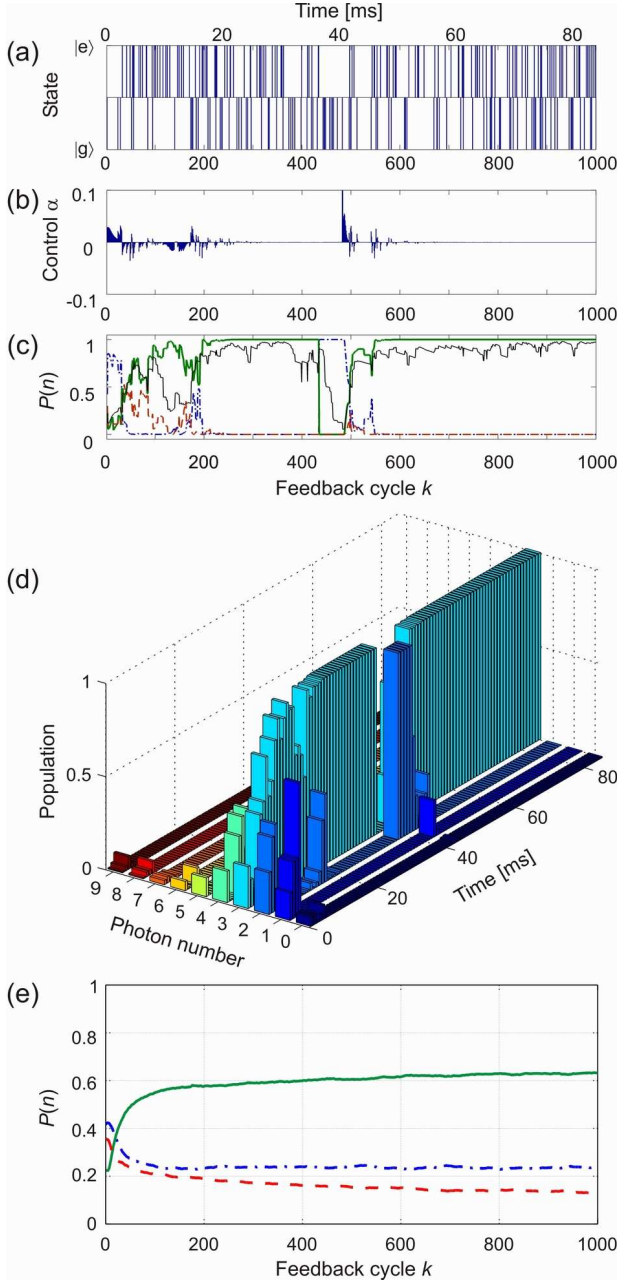 Time [ms]
0 20 40 60 80
(a)
|e⟩
State
|g⟩
0 200 400 600 800 1000
(b)
Control α
0.1
0
-0.1
0 200 400 600 800 1000
(c)
P(n)
1
0.5
0
0 200 400 600 800 1000
Feedback cycle k
(d)
Population
1
0.5
0
9 8 7 6 5 4 3 2 1 0
Photon number
0 20 40 60 80
Time [ms]
(e)
P(n)
1
0.8
0.6
0.4
0.2
0
0 200 400 600 800 1000
Feedback cycle k